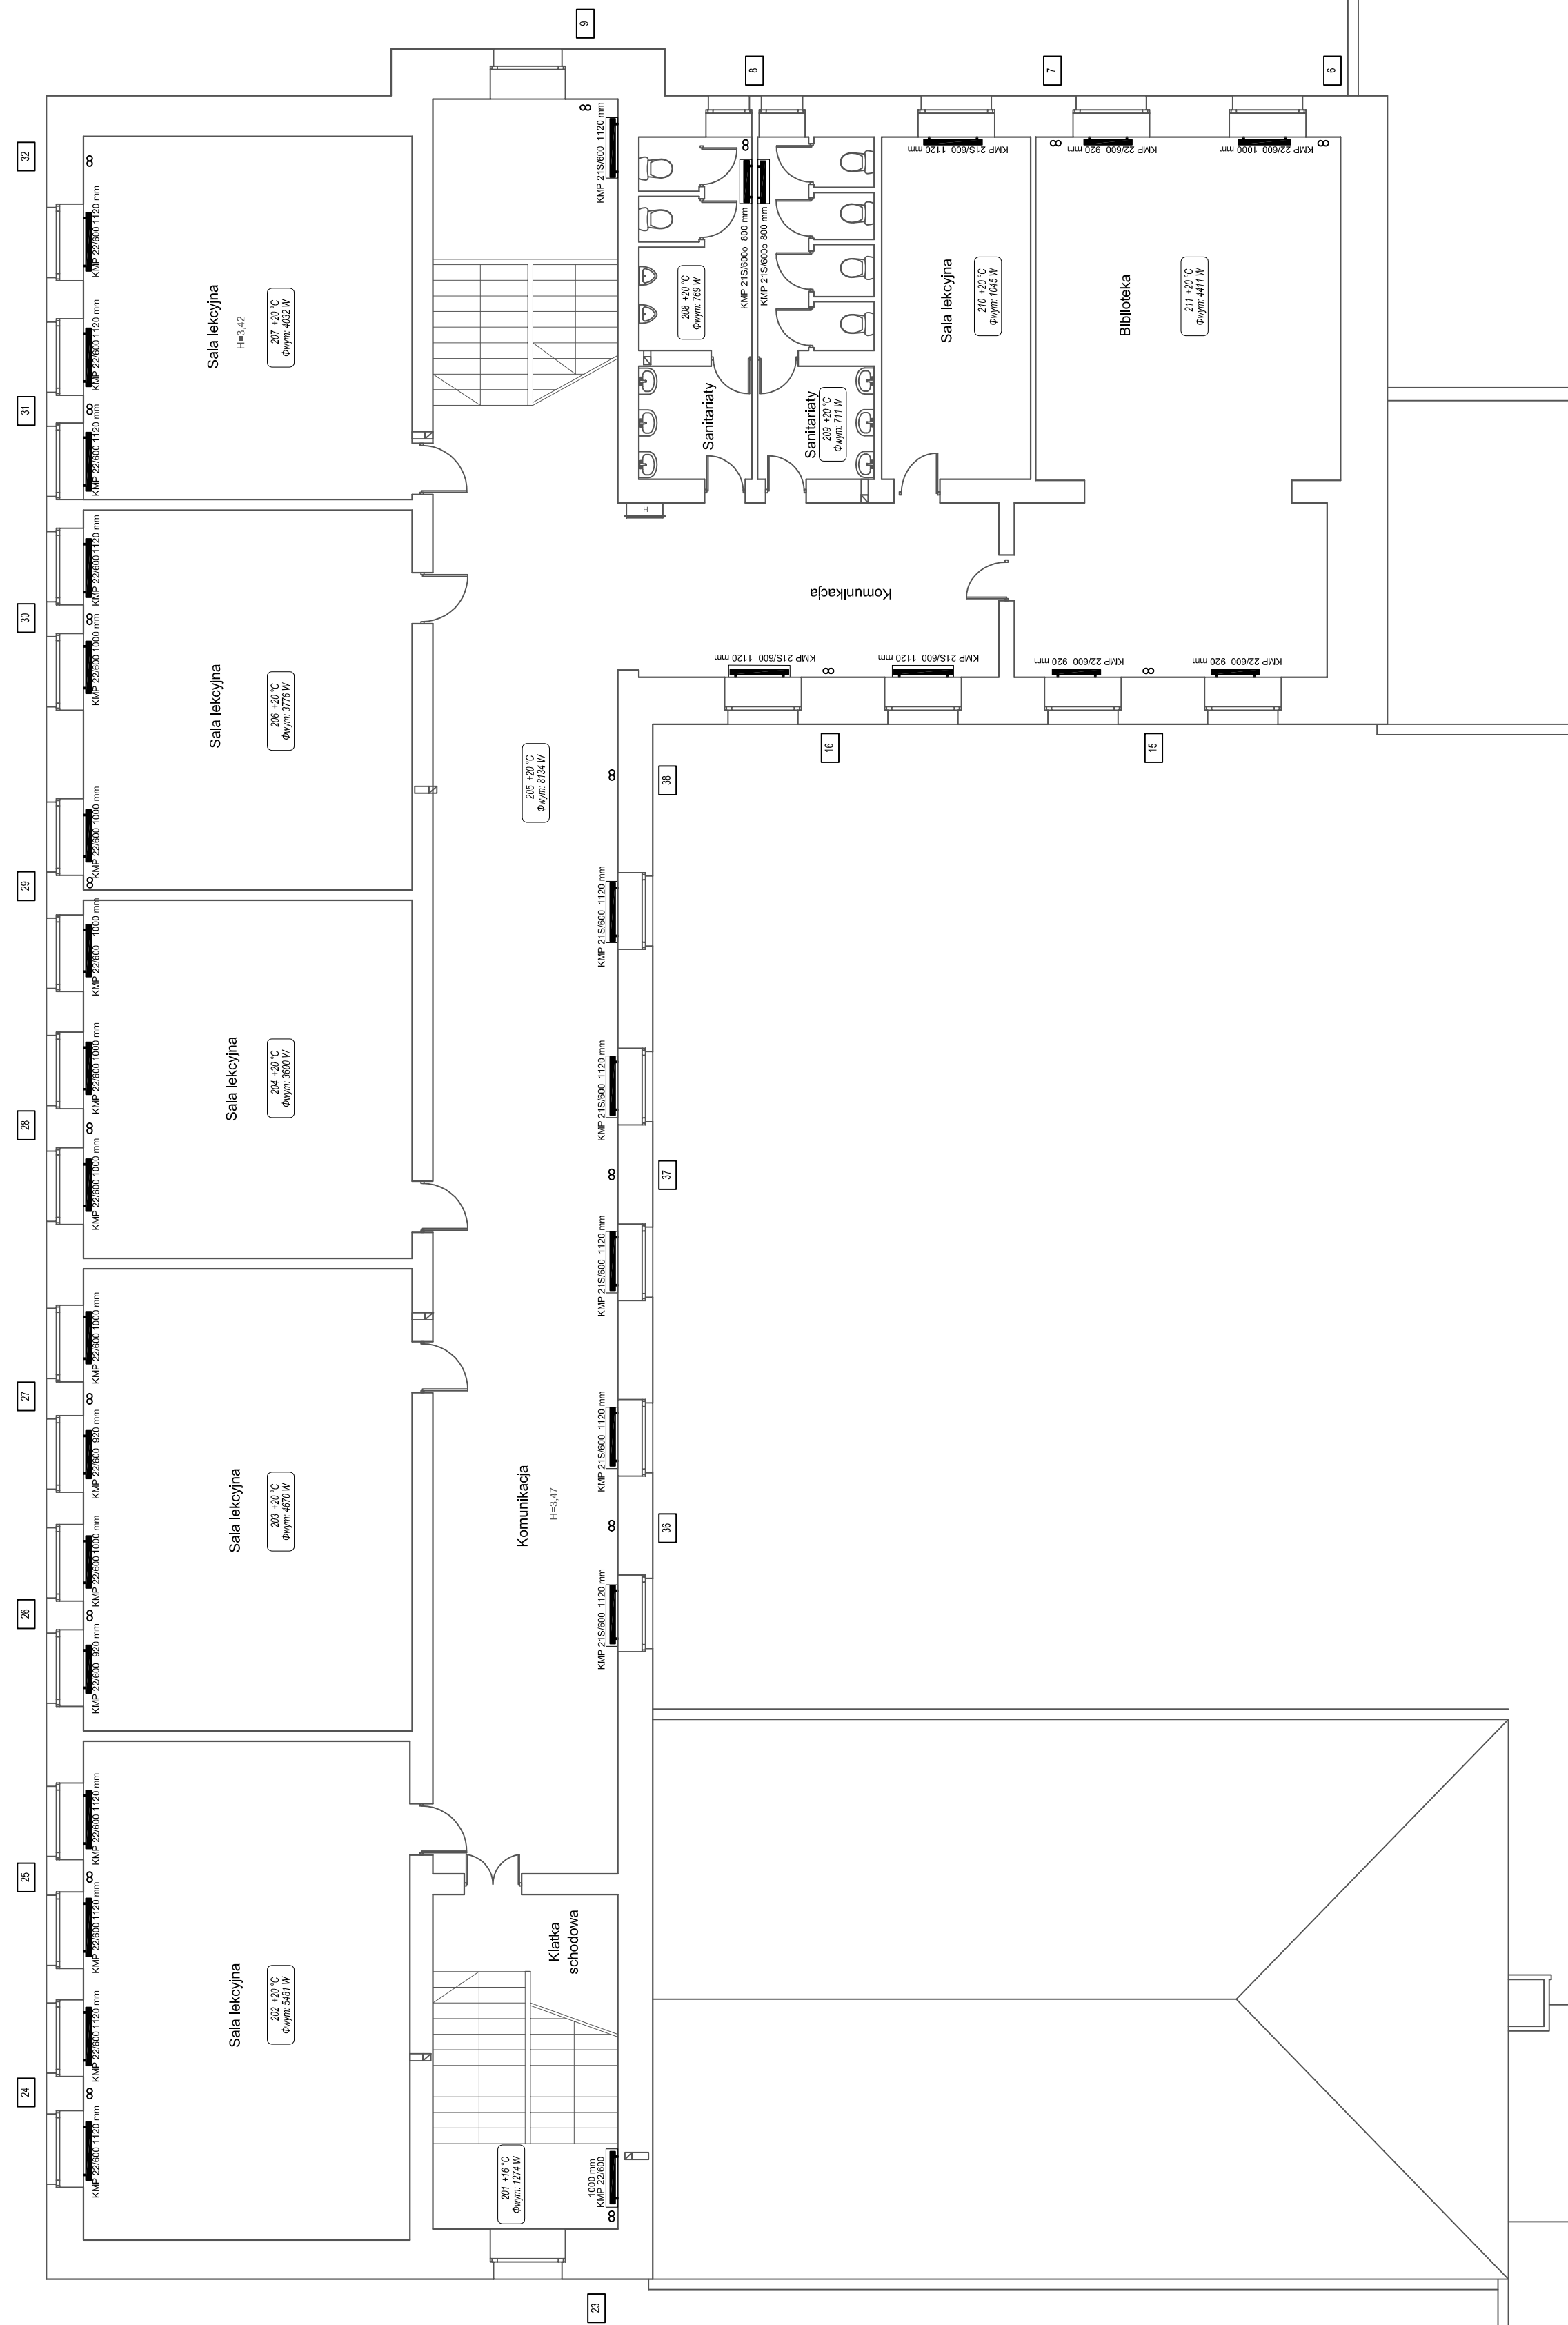 9
8
7
6
32
31
30
29
28
27
26
25
24
23
KMP 22/600 1120 mm
KMP 22/600 1120 mm
KMP 22/600 1120 mm
Sala lekcyjna
H=3,42
207 +20 °C
Φwym: 4032 W
KMP 22/600 1120 mm
KMP 22/600 1000 mm
KMP 22/600 1000 mm
Sala lekcyjna
206 +20 °C
Φwym: 3776 W
KMP 22/600 1000 mm
KMP 22/600 1000 mm
KMP 22/600 1000 mm
Sala lekcyjna
204 +20 °C
Φwym: 3600 W
KMP 22/600 1000 mm
KMP 22/600 920 mm
KMP 22/600 1000 mm
KMP 22/600 920 mm
Sala lekcyjna
203 +20 °C
Φwym: 4670 W
KMP 22/600 1120 mm
KMP 22/600 1120 mm
KMP 22/600 1120 mm
KMP 22/600 1120 mm
Sala lekcyjna
202 +20 °C
Φwym: 5481 W
KMP 21S/600 1120 mm
KMP 21S/600o 800 mm
KMP 21S/600o 800 mm
208 +20 °C
Φwym: 769 W
Sanitariaty
Sanitariaty
209 +20 °C
Φwym: 711 W
KMP 21S/600 1120 mm
Sala lekcyjna
210 +20 °C
Φwym: 1045 W
KMP 22/600 920 mm
KMP 22/600 1000 mm
Biblioteka
211 +20 °C
Φwym: 4411 W
H
Komunikacja
KMP 21S/600 1120 mm
KMP 21S/600 1120 mm
KMP 22/600 920 mm
KMP 22/600 920 mm
16
15
205 +20 °C
Φwym: 8134 W
38
KMP 21S/600 1120 mm
KMP 21S/600 1120 mm
37
KMP 21S/600 1120 mm
KMP 21S/600 1120 mm
36
KMP 21S/600 1120 mm
Komunikacja
H=3,47
Klatka
schodowa
201 +16 °C
Φwym: 1274 W
1000 mm
KMP 22/600